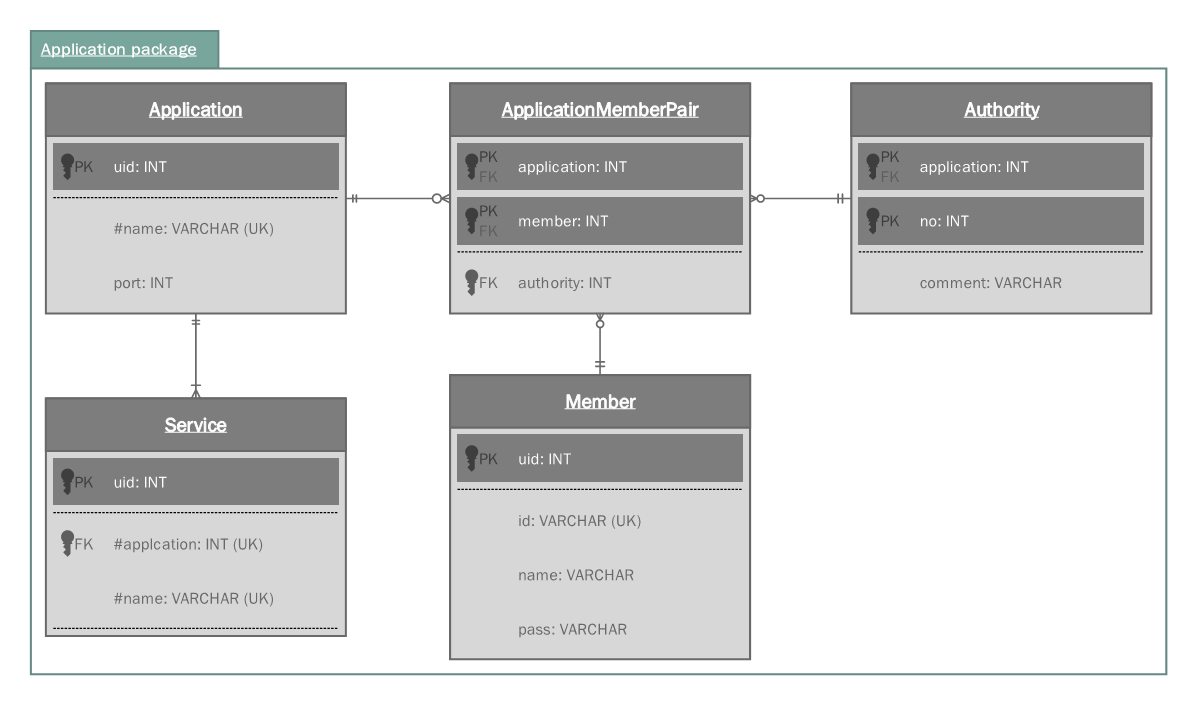 Application package
Application
PK uid: INT
#name: VARCHAR (UK)
port: INT
ApplicationMemberPair
PK
FK
application: INT
PK
FK
member: INT
FK authority: INT
Authority
PK
FK
application: INT
PK no: INT
comment: VARCHAR
Service
PK uid: INT
FK #applcation: INT (UK)
#name: VARCHAR (UK)
Member
PK uid: INT
id: VARCHAR (UK)
name: VARCHAR
pass: VARCHAR